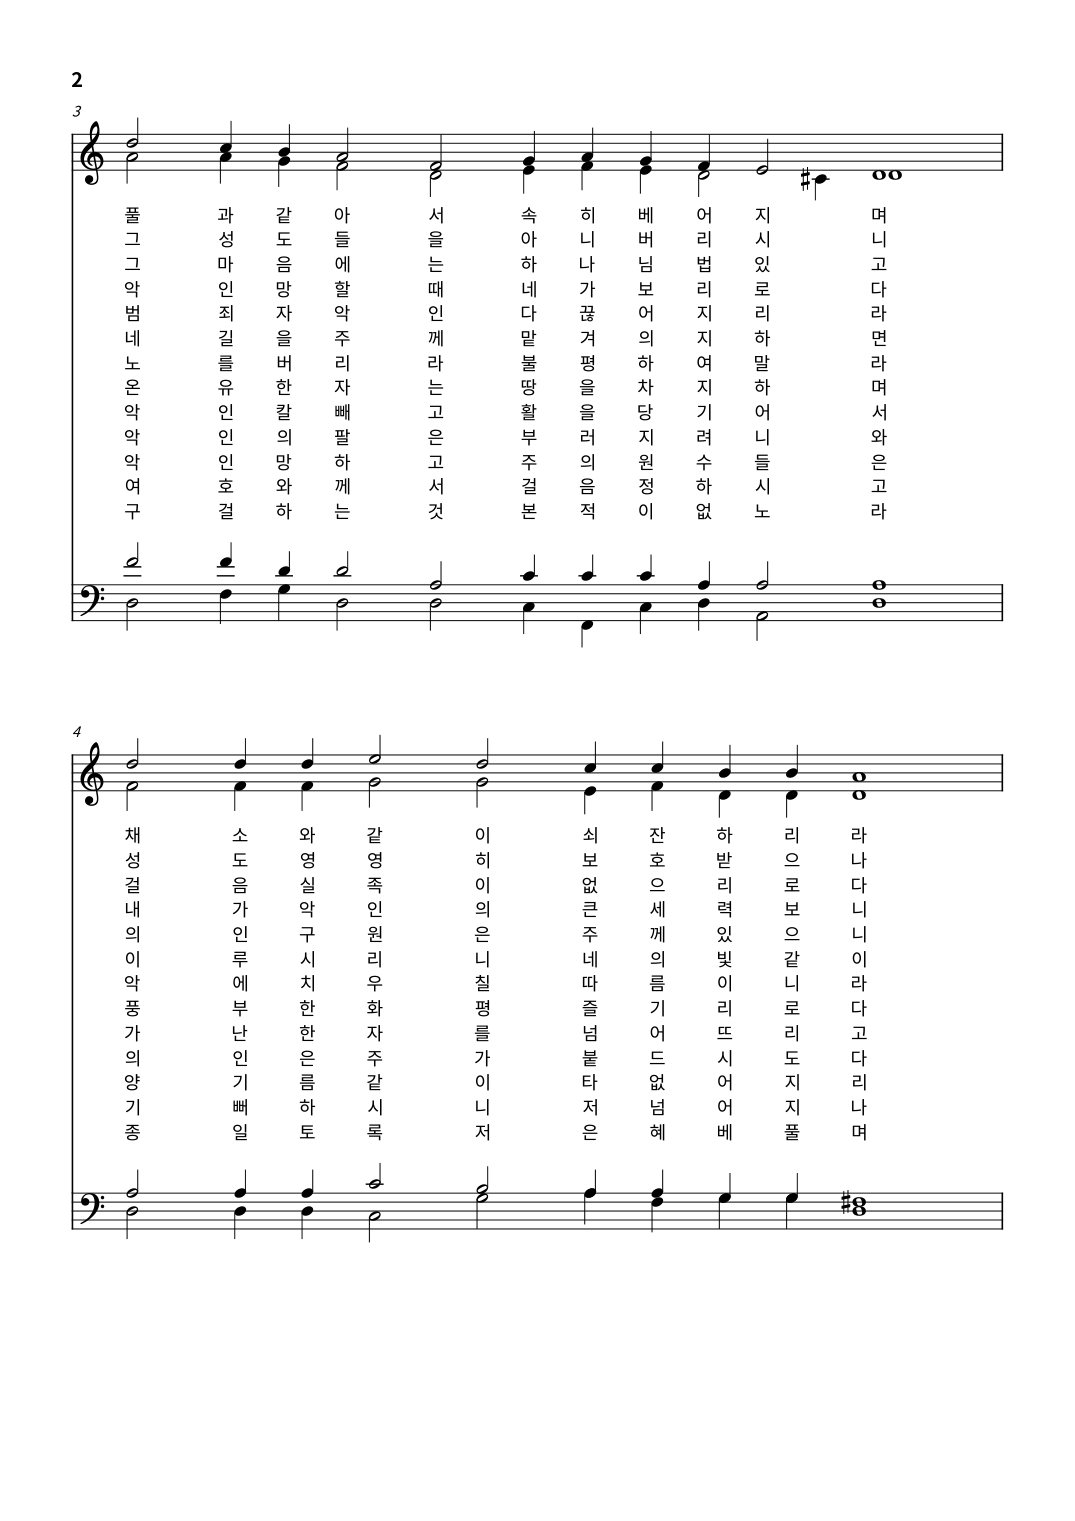 2
3
풀 과 같 아 서 속 히 베 어 지 며
그 성 도 들 을 아 니 버 리 시 니
그 마 음 에 는 하 나 님 법 있 고
악 인 망 할 때 네 가 보 리 로 다
범 죄 자 악 인 다 끊 어 지 리 라
네 길 을 주 께 맡 겨 의 지 하 면
노 를 버 리 라 불 평 하 여 말 라
온 유 한 자 는 땅 을 차 지 하 며
악 인 칼 빼 고 활 을 당 기 어 서
악 인 의 팔 은 부 러 지 려 니 와
악 인 망 하 고 주 의 원 수 들 은
여 호 와 께 서 걸 음 정 하 시 고
구 걸 하 는 것 본 적 이 없 노 라
4
채 소 와 같 이 쇠 잔 하 리 라
성 도 영 영 히 보 호 받 으 나
걸 음 실 족 이 없 으 리 로 다
내 가 악 인 의 큰 세 력 보 니
의 인 구 원 은 주 께 있 으 니
이 루 시 리 니 네 의 빛 같 이
악 에 치 우 칠 따 름 이 니 라
풍 부 한 화 평 즐 기 리 로 다
가 난 한 자 를 넘 어 뜨 리 고
의 인 은 주 가 붙 드 시 도 다
양 기 름 같 이 타 없 어 지 리
기 뻐 하 시 니 저 넘 어 지 나
종 일 토 록 저 은 혜 베 풀 며